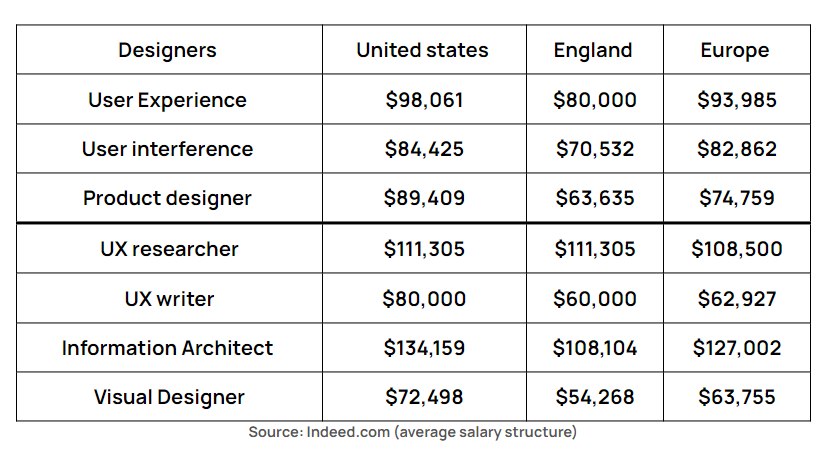 Designers United states England Europe
User Experience $98,061 $80,000 $93,985
User interference $84,425 $70,532 $82,862
Product designer $89,409 $63,635 $74,759
UX researcher $111,305 $111,305 $108,500
UX writer $80,000 $60,000 $62,927
Information Architect $134,159 $108,104 $127,002
Visual Designer $72,498 $54,268 $63,755
Source: Indeed.com (average salary structure)